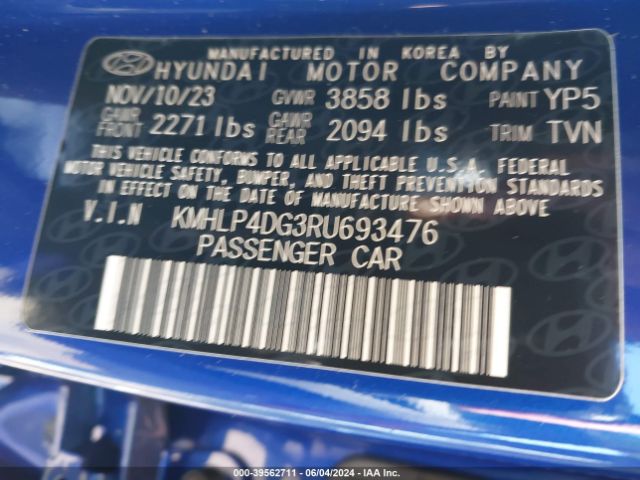 MANUFACTURED IN KOREA BY
HYUNDAI MOTOR COMPANY
NOV/10/23 GVWR 3858 lbs PAINT YP5
GAWR FRONT 2271 lbs GAWR REAR 2094 lbs TRIM TVN
THIS VEHICLE CONFORMS TO ALL APPLICABLE U.S.A. FEDERAL
MOTOR VEHICLE SAFETY, BUMPER, AND THEFT PREVENTION STANDARDS
IN EFFECT ON THE DATE OF MANUFACTURE SHOWN ABOVE
V.I.N KMHLP4DG3RU693476
PASSENGER CAR
000-39562711 - 06/04/2024 - IAA Inc.